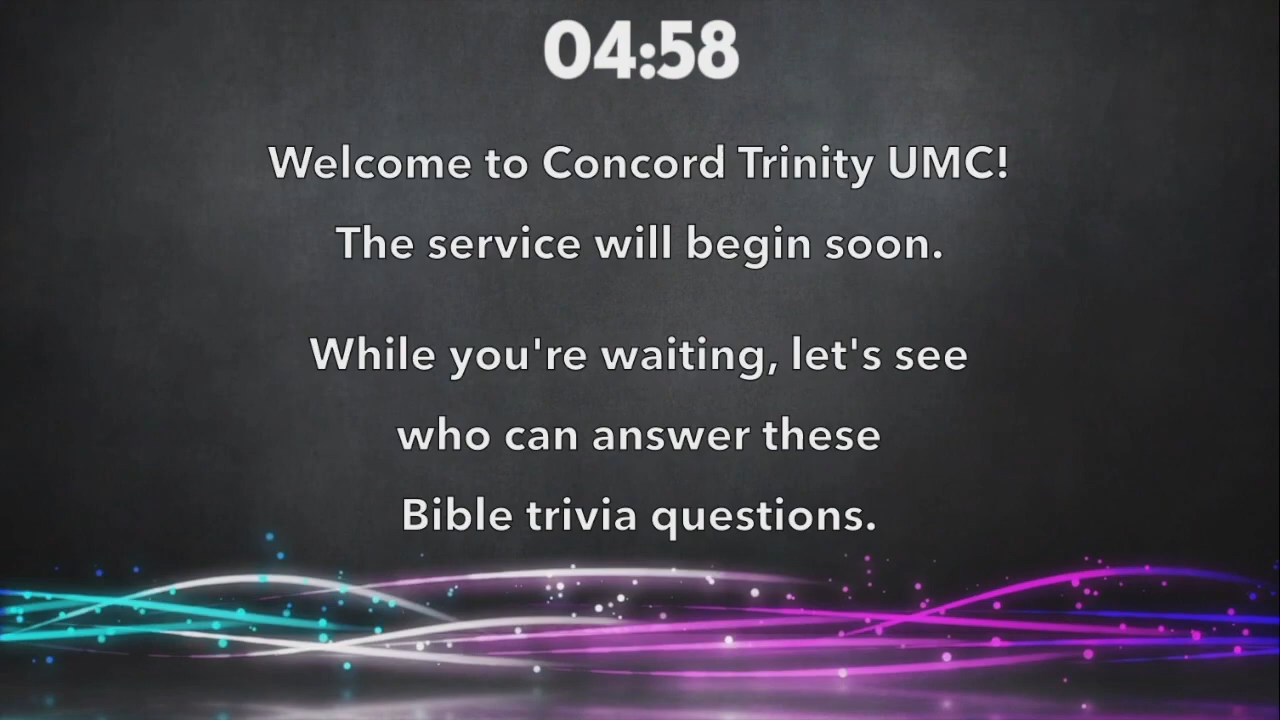 04:58
Welcome to Concord Trinity UMC!
The service will begin soon.
While you're waiting, let's see
who can answer these
Bible trivia questions.